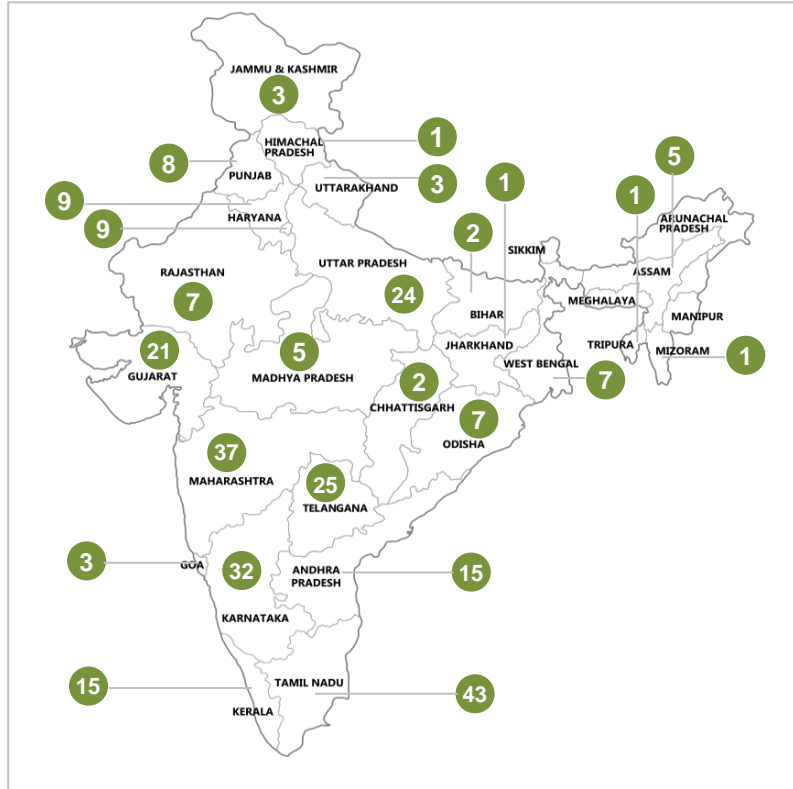 JAMMU & KASHMIR
3
HIMACHAL
PRADESH
1
8
PUNJAB
3
UTTARAKHAND
1
5
1
9
HARYANA
9
2
ARUNACHAL
PRADESH
SIKKIM
UTTAR PRADESH
24
RAJASTHAN
7
ASSAM
MEGHALAYA
BIHAR
MANIPUR
21
GUJARAT
5
MADHYA PRADESH
JHARKHAND
TRIPURA
MIZORAM
1
WEST BENGAL
7
2
CHHATTISGARH
7
ODISHA
37
MAHARASHTRA
25
TELANGANA
3
GOA
32
ANDHRA
PRADESH
15
KARNATAKA
15
KERALA
TAMIL NADU
43